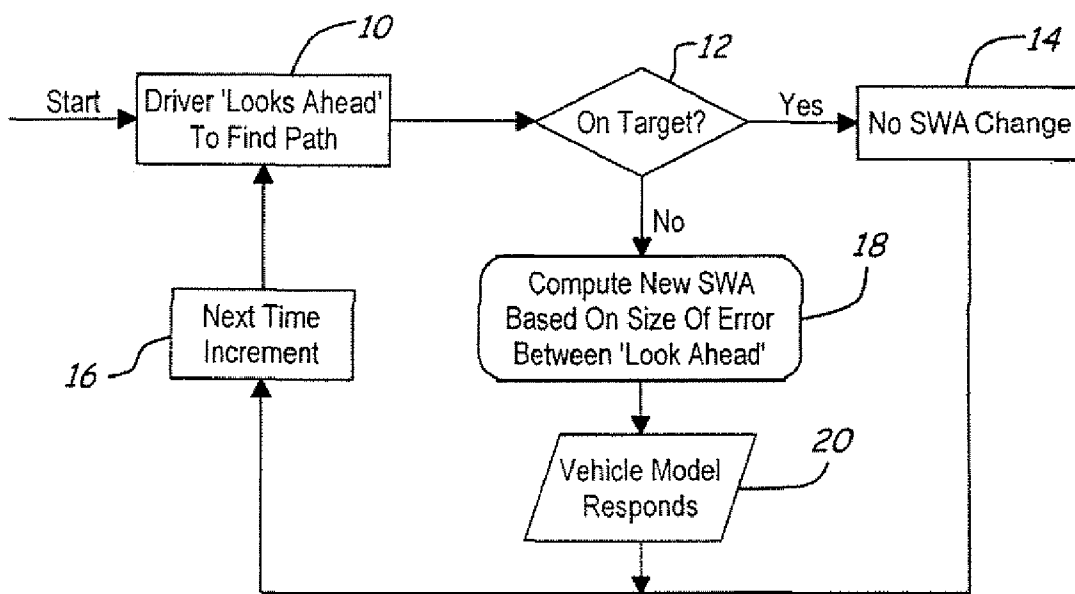 10
12
14
Start
Driver 'Looks Ahead'
To Find Path
On Target?
Yes
No SWA Change
No
18
Compute New SWA
Based On Size Of Error
Between 'Look Ahead'
Next Time
Increment
16
20
Vehicle Model
Responds